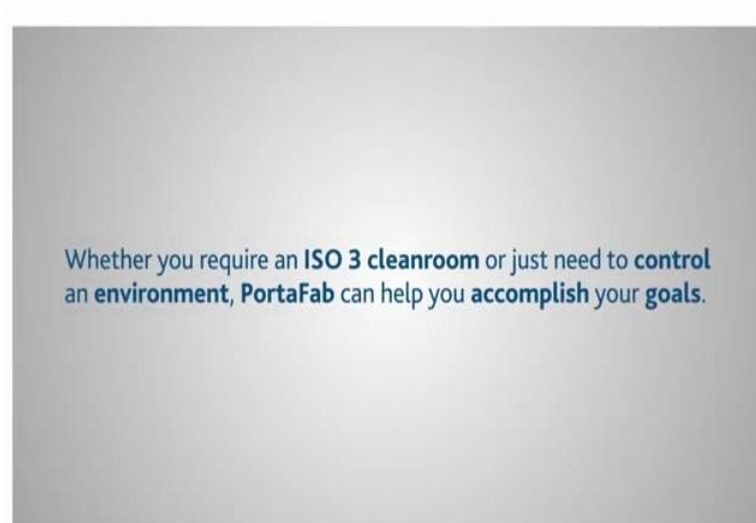 Whether you require an ISO 3 cleanroom or just need to control
an environment, PortaFab can help you accomplish your goals.